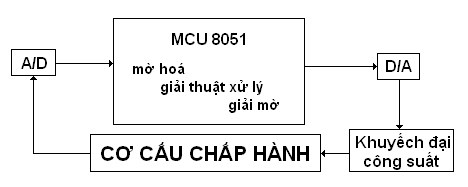 MCU 8051
A/D
mờ hoá
giải thuật xử lý
giải mờ
D/A
Khuyếch đại
công suất
CƠ CẤU CHẤP HÀNH